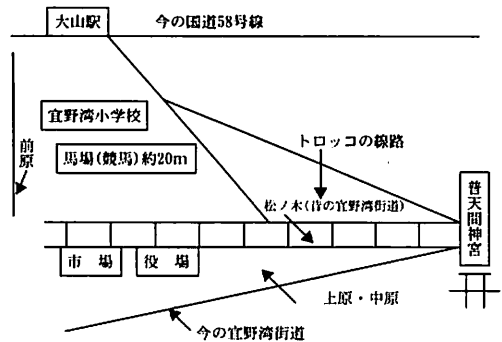 大山駅
今の国道58号線
宜野湾小学校
馬場(競馬)約20m
前原
トロッコの線路
松ノ木(昔の宜野湾街道)
普天間神宮
市場
役場
上原・中原
今の宜野湾街道